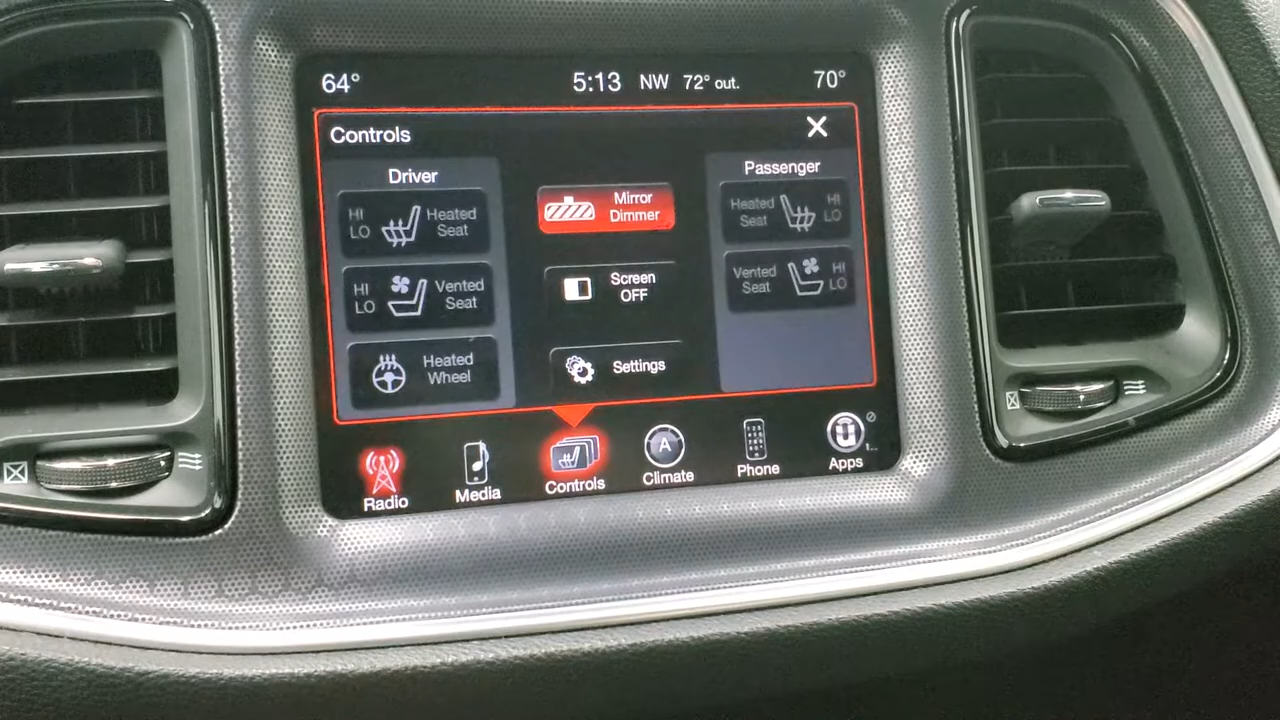 64°
5:13 NW 72° out.
70°
Controls
Driver
HI
LO
Heated
Seat
HI
LO
Vented
Seat
Heated
Wheel
Mirror
Dimmer
Screen
OFF
Settings
Passenger
Heated
Seat
HI
LO
Vented
Seat
HI
LO
Radio
Media
Controls
A
Climate
Phone
Apps